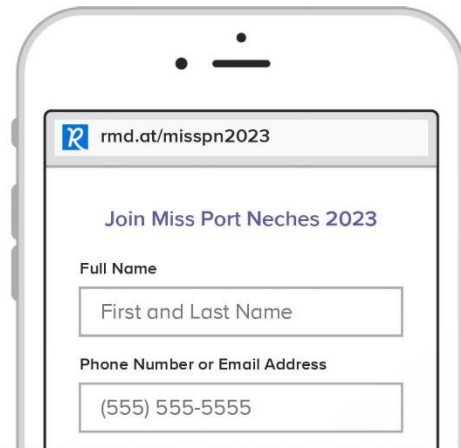 rmd.at/misspn2023
Join Miss Port Neches 2023
Full Name
First and Last Name
Phone Number or Email Address
(555) 555-5555